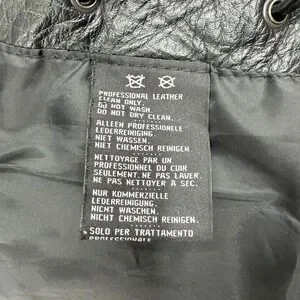 PROFESSIONAL LEATHER
CLEAN ONLY.
DO NOT WASH.
DO NOT DRY CLEAN.
ALLEEN PROFESSIONELE
LEDERREINIGING.
NIET WASSEN.
NIET CHEMISCH REINIGEN.
NETTOYAGE PAR UN
PROFESSIONNEL DU CUIR
SEULEMENT. NE PAS LAVER.
NE PAS NETTOYER A SEC.
NUR KOMMERZIELLE
LEDERREINIGUNG.
NICHT WASCHEN.
NICHT CHEMISCH REINIGEN.
SOLO PER TRATTAMENTO
PROFESSIONALE DI